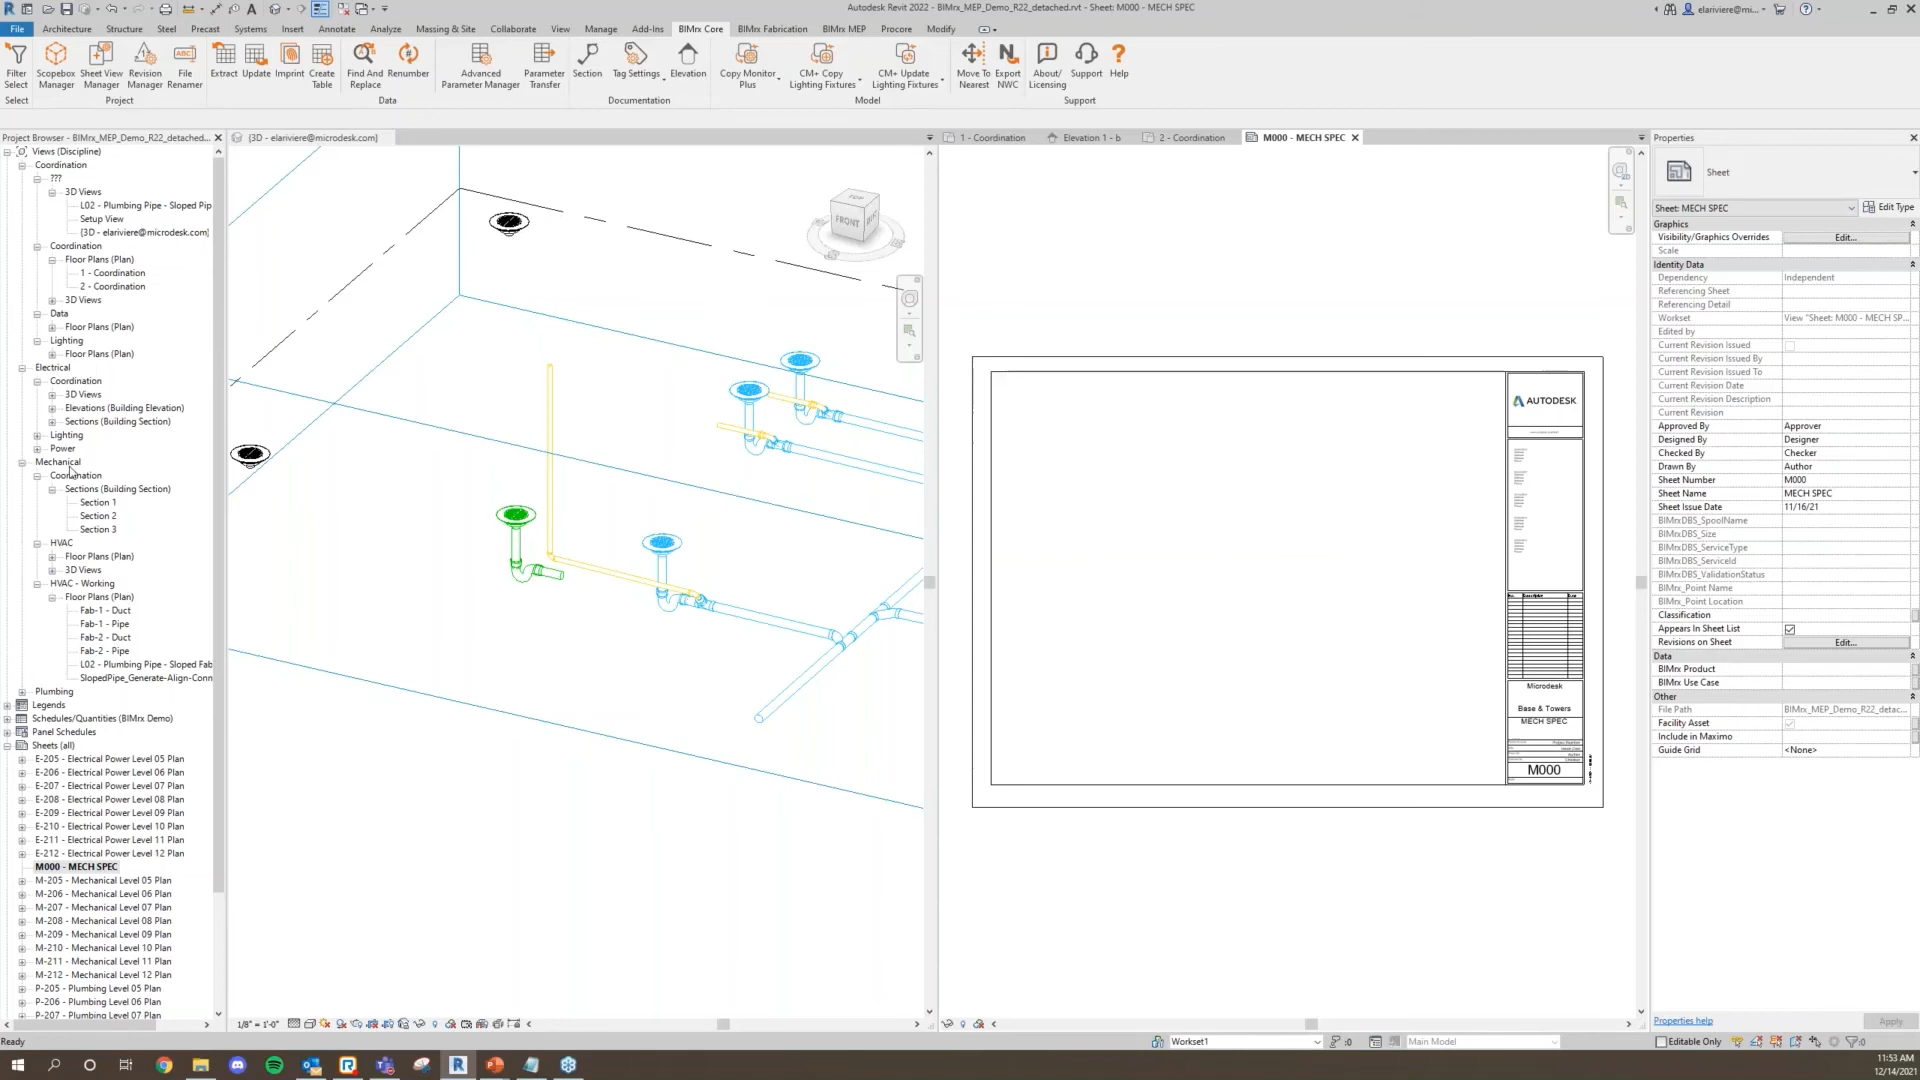 Autodesk Revit 2022 - BIMrx_MEP_Demo_R22_detached.rvt - Sheet: M000 - MECH SPEC
elariviere@mi...
File Architecture Structure Steel Precast Systems Insert Annotate Analyze Massing & Site Collaborate View Manage Add-Ins BIMrx Core BIMrx Fabrication BIMrx MEP Procore Modify
Filter Select
Scopebox Manager
Sheet View Manager
Revision Manager
File Renamer
Extract
Update
Imprint
Create Table
Find And Replace
Renumber
Advanced Parameter Manager
Parameter Transfer
Section
Tag Settings
Elevation
Copy Monitor Plus
CM+ Copy Lighting Fixtures
CM+ Update Lighting Fixtures
Move To Nearest
Export NWC
About/ Licensing
Support
Help
Select Project Data Documentation Model Support
Project Browser - BIMrx_MEP_Demo_R22_detached...
{3D - elariviere@microdesk.com}
1 - Coordination
Elevation 1 - b
2 - Coordination
M000 - MECH SPEC
Properties
Views (Discipline)
Coordination
???
3D Views
L02 - Plumbing Pipe - Sloped Pip
Setup View
{3D - elariviere@microdesk.com}
Coordination
Floor Plans (Plan)
1 - Coordination
2 - Coordination
3D Views
Data
Floor Plans (Plan)
Lighting
Floor Plans (Plan)
Electrical
Coordination
3D Views
Elevations (Building Elevation)
Sections (Building Section)
Lighting
Power
Mechanical
Coordination
Sections (Building Section)
Section 1
Section 2
Section 3
HVAC
Floor Plans (Plan)
3D Views
HVAC - Working
Floor Plans (Plan)
Fab-1 - Duct
Fab-1 - Pipe
Fab-2 - Duct
Fab-2 - Pipe
L02 - Plumbing Pipe - Sloped Fab
SlopedPipe_Generate-Align-Conn
Plumbing
Legends
Schedules/Quantities (BIMrx Demo)
Panel Schedules
Sheets (all)
E-205 - Electrical Power Level 05 Plan
E-206 - Electrical Power Level 06 Plan
E-207 - Electrical Power Level 07 Plan
E-208 - Electrical Power Level 08 Plan
E-209 - Electrical Power Level 09 Plan
E-210 - Electrical Power Level 10 Plan
E-211 - Electrical Power Level 11 Plan
E-212 - Electrical Power Level 12 Plan
M000 - MECH SPEC
M-205 - Mechanical Level 05 Plan
M-206 - Mechanical Level 06 Plan
M-207 - Mechanical Level 07 Plan
M-208 - Mechanical Level 08 Plan
M-209 - Mechanical Level 09 Plan
M-210 - Mechanical Level 10 Plan
M-211 - Mechanical Level 11 Plan
M-212 - Mechanical Level 12 Plan
P-205 - Plumbing Level 05 Plan
P-206 - Plumbing Level 06 Plan
P-207 - Plumbing Level 07 Plan
TOP
FRONT
1/8" = 1'-0"
AUTODESK
Microdesk
Base & Towers
MECH SPEC
M000
Sheet
Sheet: MECH SPEC
Edit Type
Graphics
Visibility/Graphics Overrides Edit...
Scale
Identity Data
Dependency Independent
Referencing Sheet
Referencing Detail
Workset View "Sheet: M000 - MECH SP...
Edited by
Current Revision Issued
Current Revision Issued By
Current Revision Issued To
Current Revision Date
Current Revision Description
Current Revision
Approved By Approver
Designed By Designer
Checked By Checker
Drawn By Author
Sheet Number M000
Sheet Name MECH SPEC
Sheet Issue Date 11/16/21
BIMrxDBS_SpoolName
BIMrxDBS_Size
BIMrxDBS_ServiceType
BIMrxDBS_ServiceId
BIMrxDBS_ValidationStatus
BIMrx_Point Name
BIMrx_Point Location
Classification
Appears In Sheet List
Revisions on Sheet Edit...
Data
BIMrx Product
BIMrx Use Case
Other
File Path BIMrx_MEP_Demo_R22_detac...
Facility Asset
Include in Maximo
Guide Grid <None>
Properties help
Apply
Ready
Workset1
:0
Main Model
Editable Only
:0
11:53 AM
12/14/2021